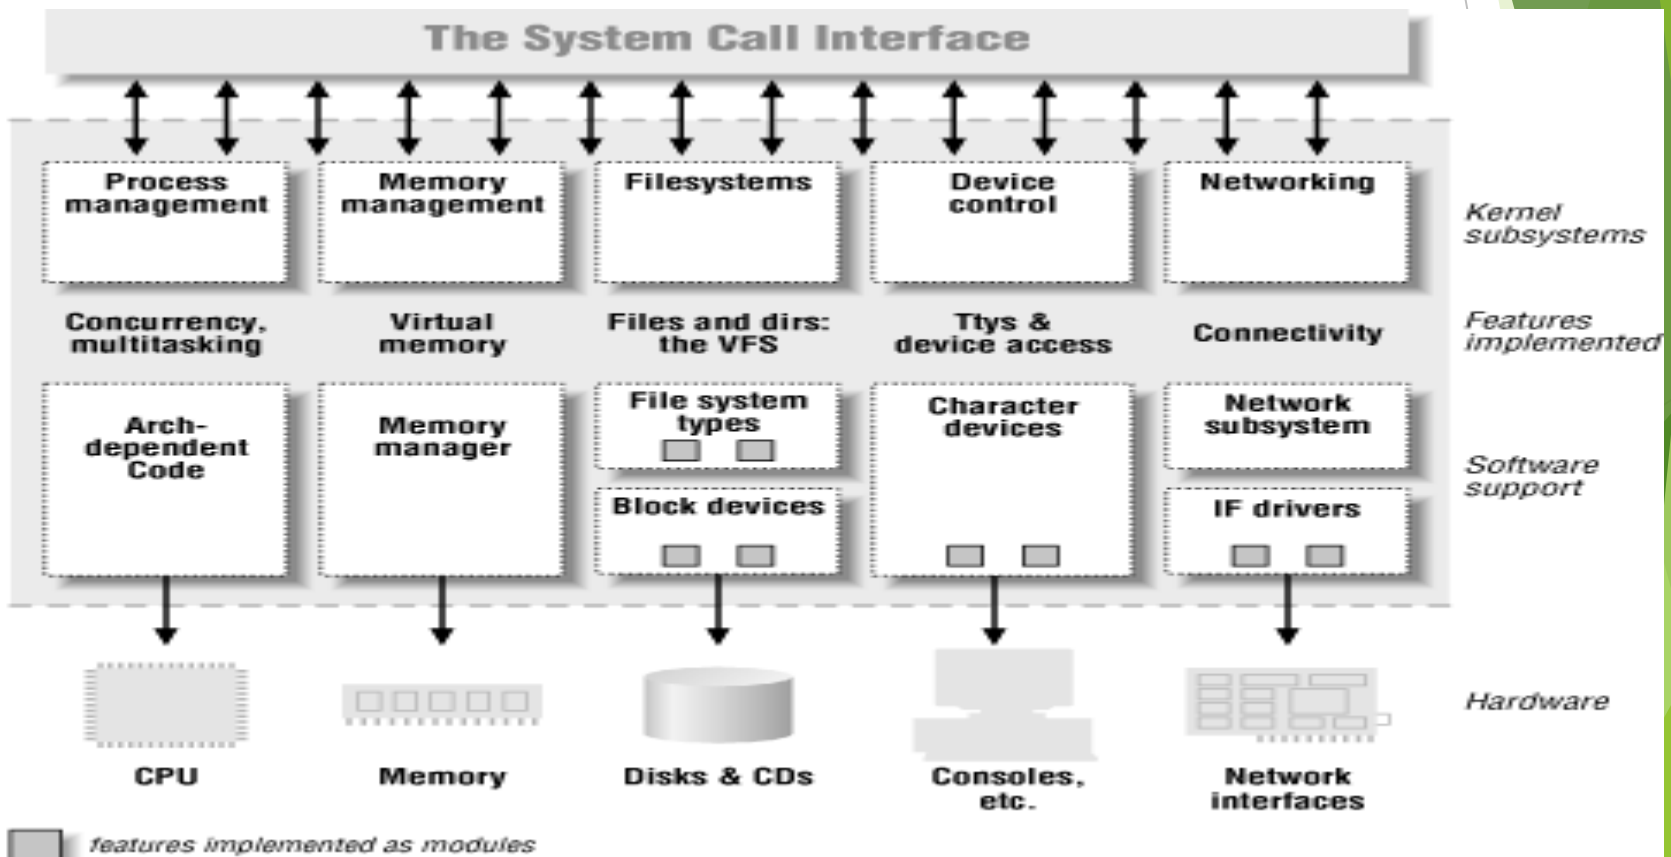 The System Call Interface
Process
management
Memory
management
Filesystems
Device
control
Networking
Kernel
subsystems
Concurrency,
multitasking
Virtual
memory
Files and dirs:
the VFS
Ttys &
device access
Connectivity
Features
implemented
Arch-
dependent
Code
Memory
manager
File system
types
Block devices
Character
devices
Network
subsystem
IF drivers
Software
support
CPU
Memory
Disks & CDs
Consoles,
etc.
Network
interfaces
Hardware
features implemented as modules